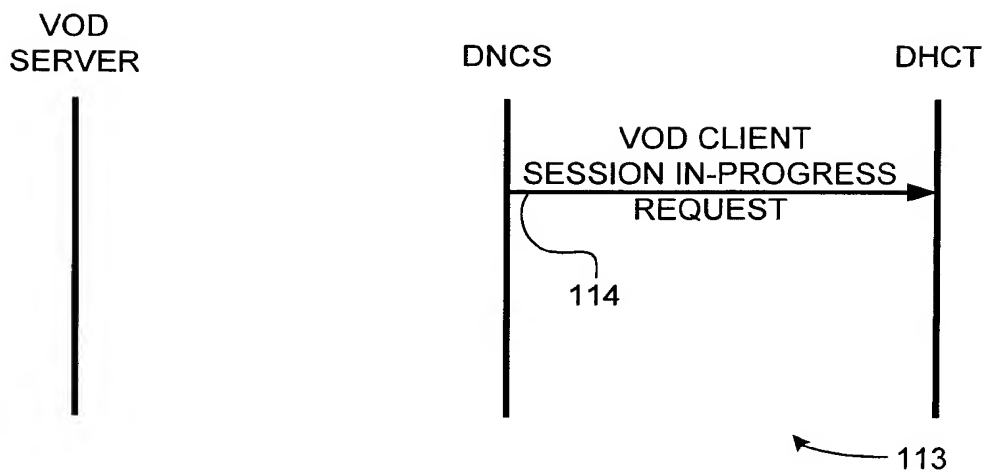 VOD
SERVER
DNCS
DHCT
VOD CLIENT
SESSION IN-PROGRESS
REQUEST
114
113